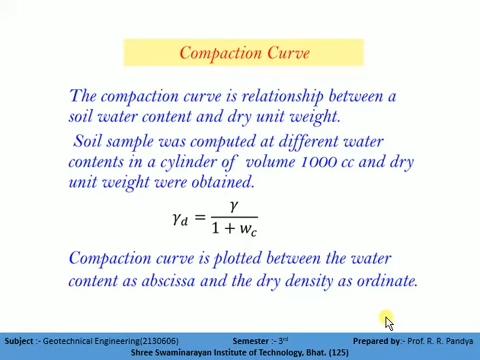 Compaction Curve
The compaction curve is relationship between a
soil water content and dry unit weight.
Soil sample was computed at different water
contents in a cylinder of volume 1000 cc and dry
unit weight were obtained.
γ_d = γ / (1 + w_c)
Compaction curve is plotted between the water
content as abscissa and the dry density as ordinate.
Subject :- Geotechnical Engineering(2130606) Semester :- 3rd Prepared by:- Prof. R. R. Pandya
Shree Swaminarayan Institute of Technology, Bhat. (125)